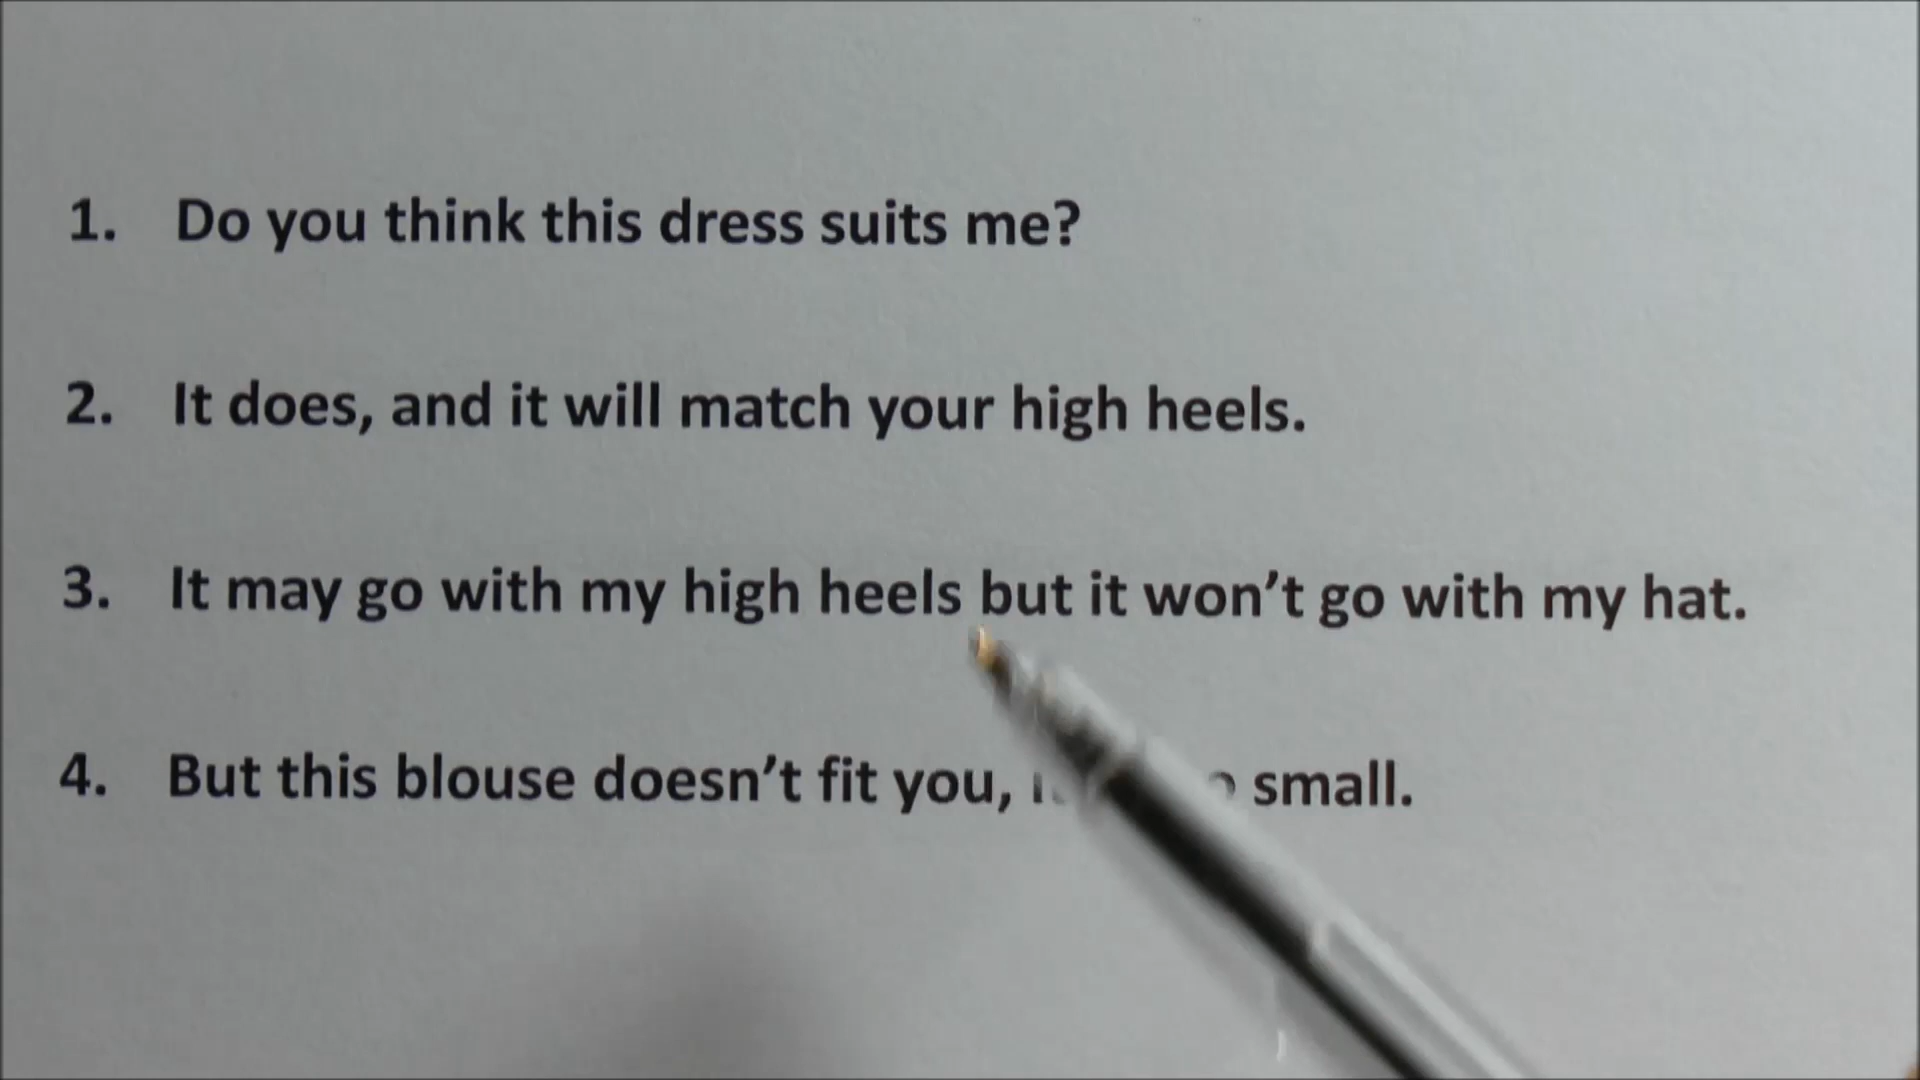 1. Do you think this dress suits me?
2. It does, and it will match your high heels.
3. It may go with my high heels but it won't go with my hat.
4. But this blouse doesn't fit you, small.